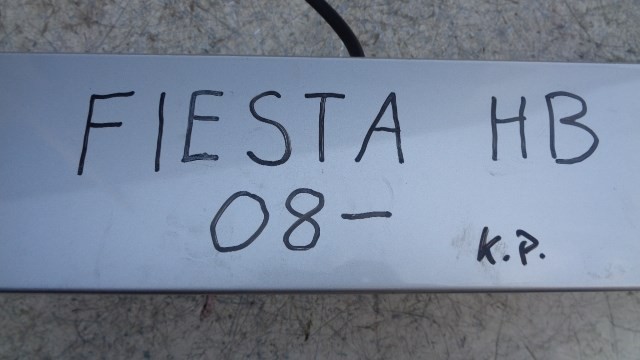 FIESTA HB
08-
K.P.